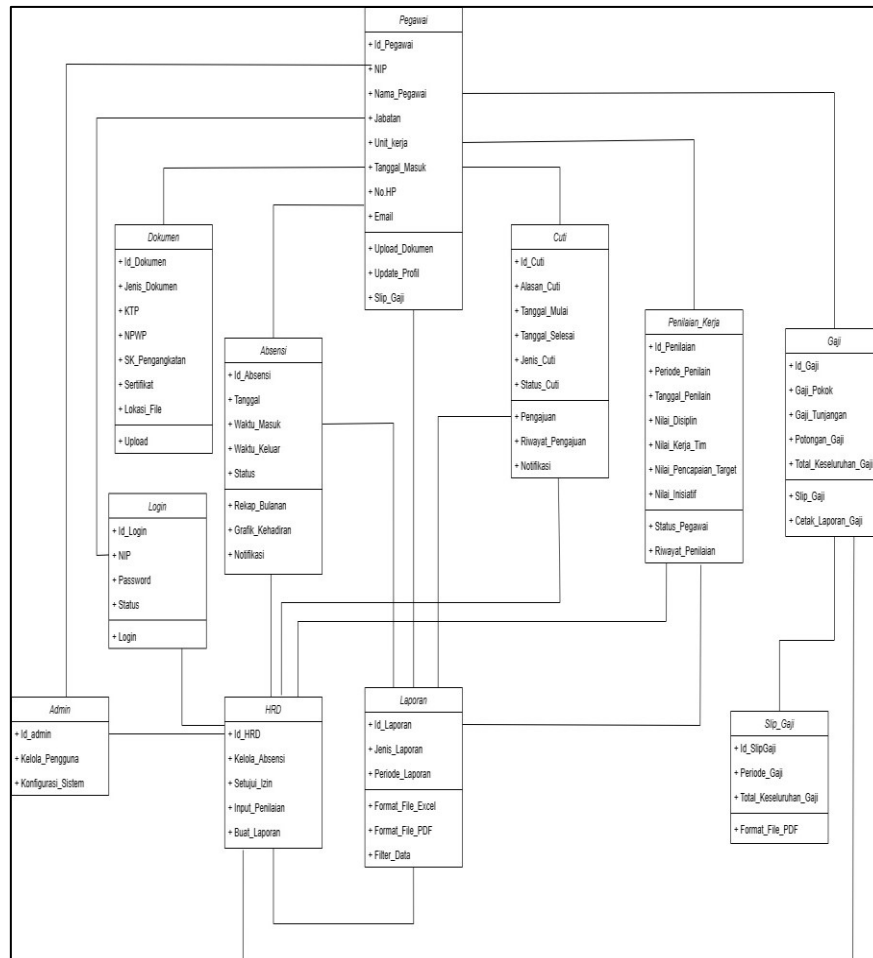 Pegawai
+ Id_Pegawai
+ NIP
+ Nama_Pegawai
+ Jabatan
+ Unit_kerja
+ Tanggal_Masuk
+ No.HP
+ Email
+ Upload_Dokumen
+ Update_Profil
+ Slip_Gaji
Dokumen
+ Id_Dokumen
+ Jenis_Dokumen
+ KTP
+ NPWP
+ SK_Pengangkatan
+ Sertifikat
+ Lokasi_File
+ Upload
Cuti
+ Id_Cuti
+ Alasan_Cuti
+ Tanggal_Mulai
+ Tanggal_Selesai
+ Jenis_Cuti
+ Status_Cuti
+ Pengajuan
+ Riwayat_Pengajuan
+ Notifikasi
Absensi
+ Id_Absensi
+ Tanggal
+ Waktu_Masuk
+ Waktu_Keluar
+ Status
+ Rekap_Bulanan
+ Grafik_Kehadiran
+ Notifikasi
Penilaian_Kerja
+ Id_Penilaian
+ Periode_Penilain
+ Tanggal_Penilain
+ Nilai_Disiplin
+ Nilai_Kerja_Tim
+ Nilai_Pencapaian_Target
+ Nilai_Inisiatif
+ Status_Pegawai
+ Riwayat_Penilaian
Gaji
+ Id_Gaji
+ Gaji_Pokok
+ Gaji_Tunjangan
+ Potongan_Gaji
+ Total_Keseluruhan_Gaji
+ Slip_Gaji
+ Cetak_Laporan_Gaji
Login
+ Id_Login
+ NIP
+ Password
+ Status
+ Login
Admin
+ Id_admin
+ Kelola_Pengguna
+ Konfigurasi_Sistem
HRD
+ Id_HRD
+ Kelola_Absensi
+ Setujui_Izin
+ Input_Penilaian
+ Buat_Laporan
Laporan
+ Id_Laporan
+ Jenis_Laporan
+ Periode_Laporan
+ Format_File_Excel
+ Format_File_PDF
+ Filter_Data
Slip_Gaji
+ Id_SlipGaji
+ Periode_Gaji
+ Total_Keseluruhan_Gaji
+ Format_File_PDF